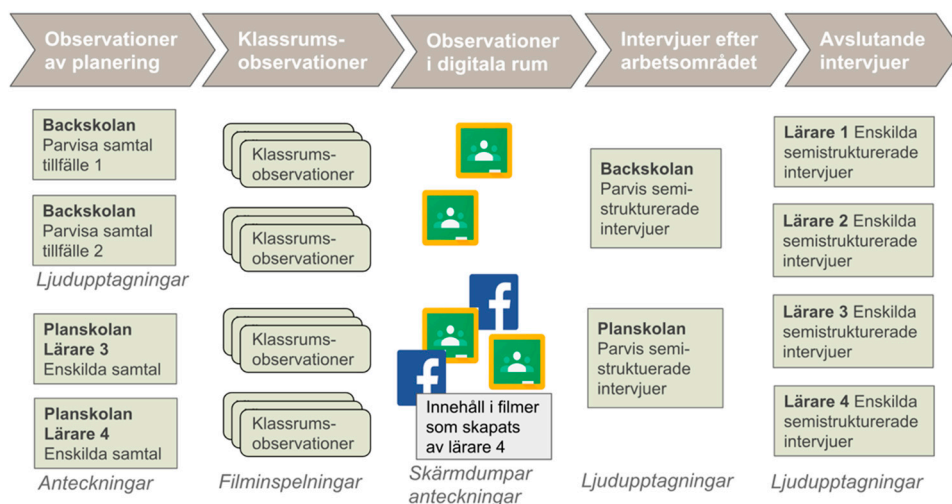 Observationer
av planering
Klassrums-
observationer
Observationer
i digitala rum
Intervjuer efter
arbetsområdet
Avslutande
intervjuer
Backskolan
Parvisa samtal
tillfälle 1
Backskolan
Parvisa samtal
tillfälle 2
Ljudupptagningar
Planskolan
Lärare 3
Enskilda samtal
Planskolan
Lärare 4
Enskilda samtal
Anteckningar
Klassrums-
observationer
Klassrums-
observationer
Klassrums-
observationer
Klassrums-
observationer
Filminspelningar
f
f
Innehåll i filmer
som skapats
av lärare 4
Skärmdumpar
anteckningar
Backskolan
Parvis semi-
strukturerade
intervjuer
Planskolan
Parvis semi-
struktuerade
intervjuer
Ljudupptagningar
Lärare 1 Enskilda
semistrukturerade
intervjuer
Lärare 2 Enskilda
semistrukturerade
intervjuer
Lärare 3 Enskilda
semistrukturerade
intervjuer
Lärare 4 Enskilda
semistrukturerade
intervjuer
Ljudupptagningar